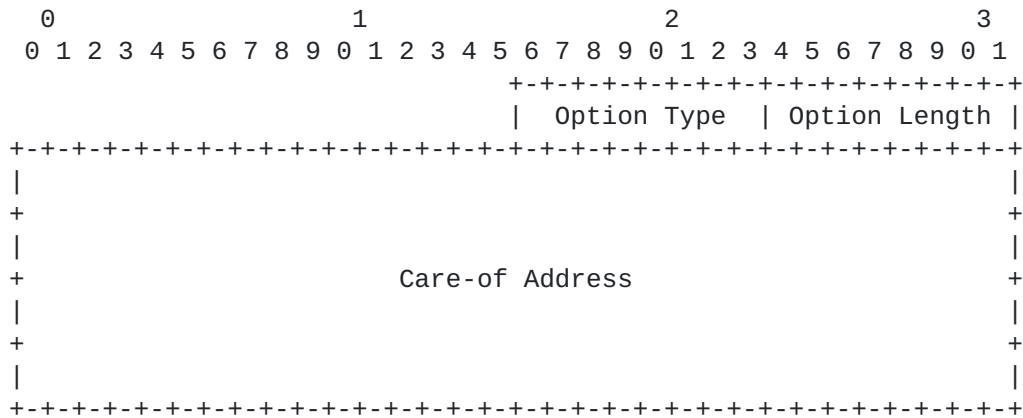 0                   1                   2                   3
 0 1 2 3 4 5 6 7 8 9 0 1 2 3 4 5 6 7 8 9 0 1 2 3 4 5 6 7 8 9 0 1
                                +-+-+-+-+-+-+-+-+-+-+-+-+-+-+-+-+
                                |  Option Type  | Option Length |
+-+-+-+-+-+-+-+-+-+-+-+-+-+-+-+-+-+-+-+-+-+-+-+-+-+-+-+-+-+-+-+-+
|                                                               |
+                                                               +
|                                                               |
+                        Care-of Address                        +
|                                                               |
+                                                               +
|                                                               |
+-+-+-+-+-+-+-+-+-+-+-+-+-+-+-+-+-+-+-+-+-+-+-+-+-+-+-+-+-+-+-+-+